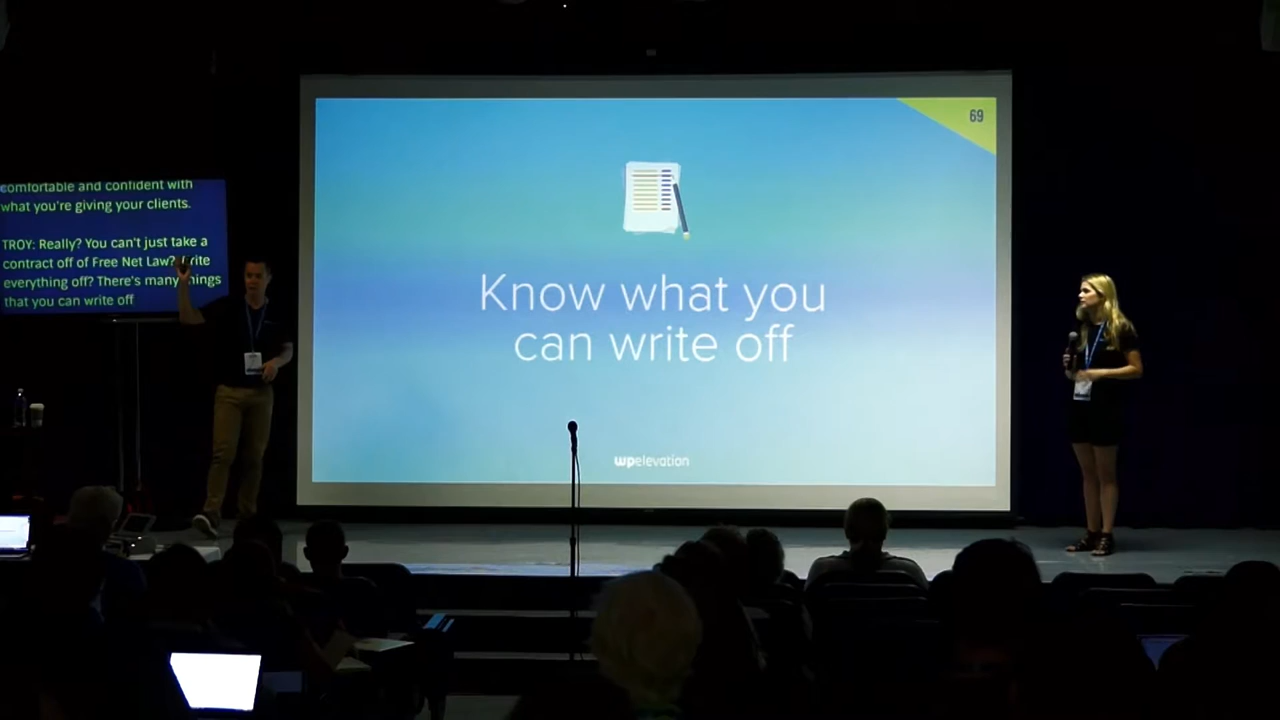 comfortable and confident with
what you're giving your clients.
TROY: Really? You can't just take a
contract off of Free Net Law? Write
everything off? There's many things
that you can write off
69
Know what you
can write off
wpelevation